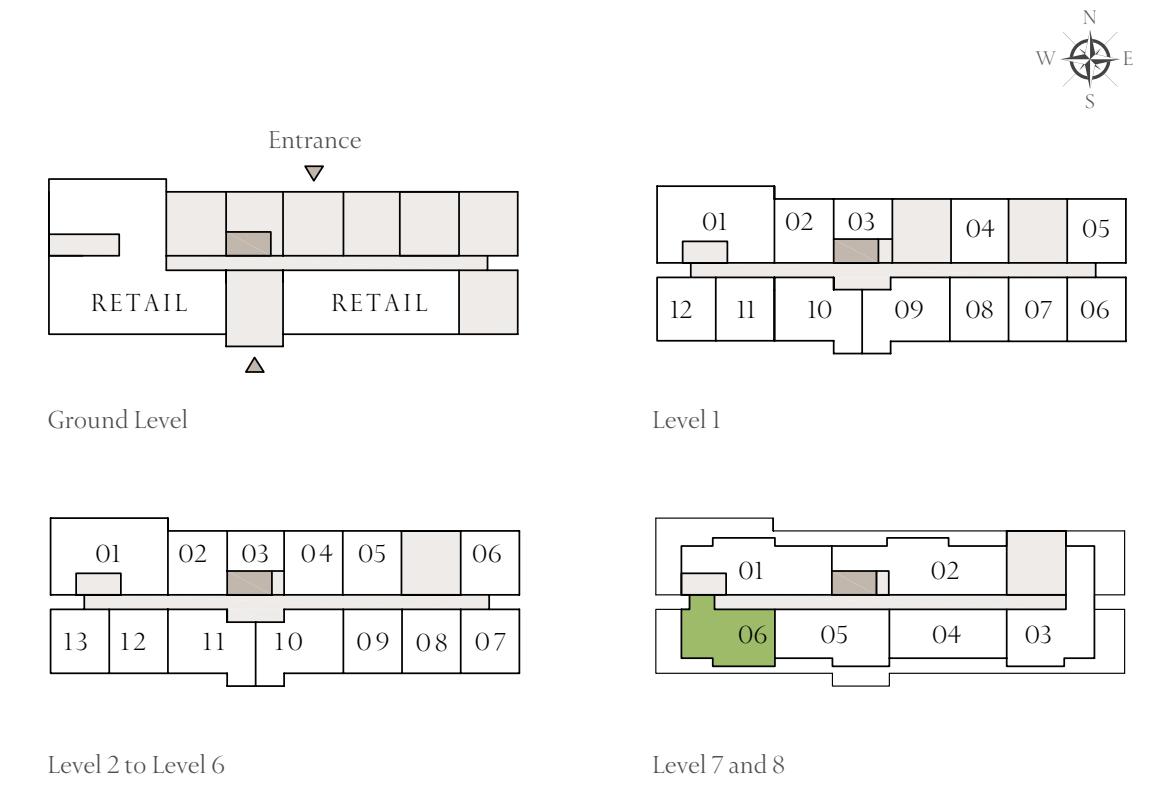 N
W E
S
Entrance
RETAIL RETAIL
Ground Level
01 02 03 04 05
12 11 10 09 08 07 06
Level 1
01 02 03 04 05 06
13 12 11 10 09 08 07
Level 2 to Level 6
01 02
06 05 04 03
Level 7 and 8